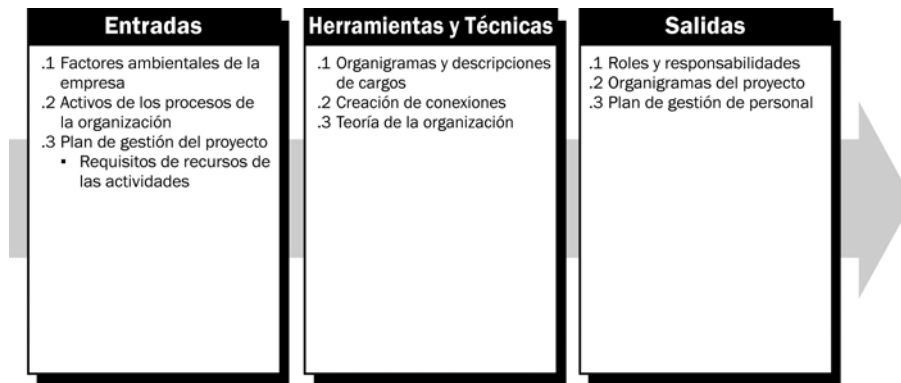 Entradas
.1 Factores ambientales de la
empresa
.2 Activos de los procesos de
la organización
.3 Plan de gestión del proyecto
▪ Requisitos de recursos de
las actividades
Herramientas y Técnicas
.1 Organigramas y descripciones
de cargos
.2 Creación de conexiones
.3 Teoría de la organización
Salidas
.1 Roles y responsabilidades
.2 Organigramas del proyecto
.3 Plan de gestión de personal